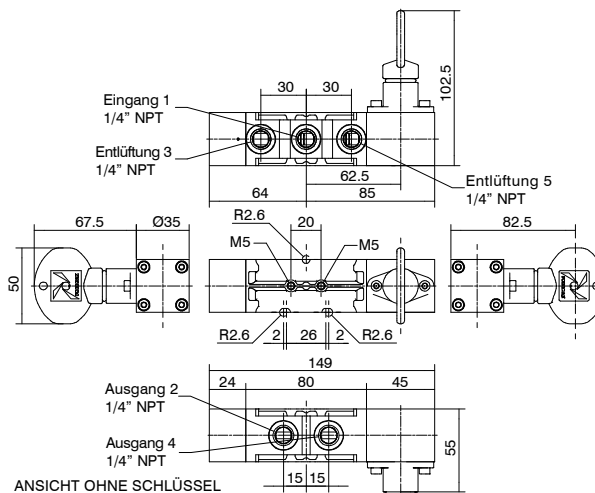 102.5
30 30
Eingang 1
1/4” NPT
Entlüftung 3
1/4” NPT
Entlüftung 5
1/4” NPT
62.5
64 85
R2.6
67.5 Ø35 20 82.5
M5 M5
50
R2.6 R2.6
2 26 2
149
24 80 45
Ausgang 2
1/4” NPT
Ausgang 4
1/4” NPT
55
15 15
ANSICHT OHNE SCHLÜSSEL